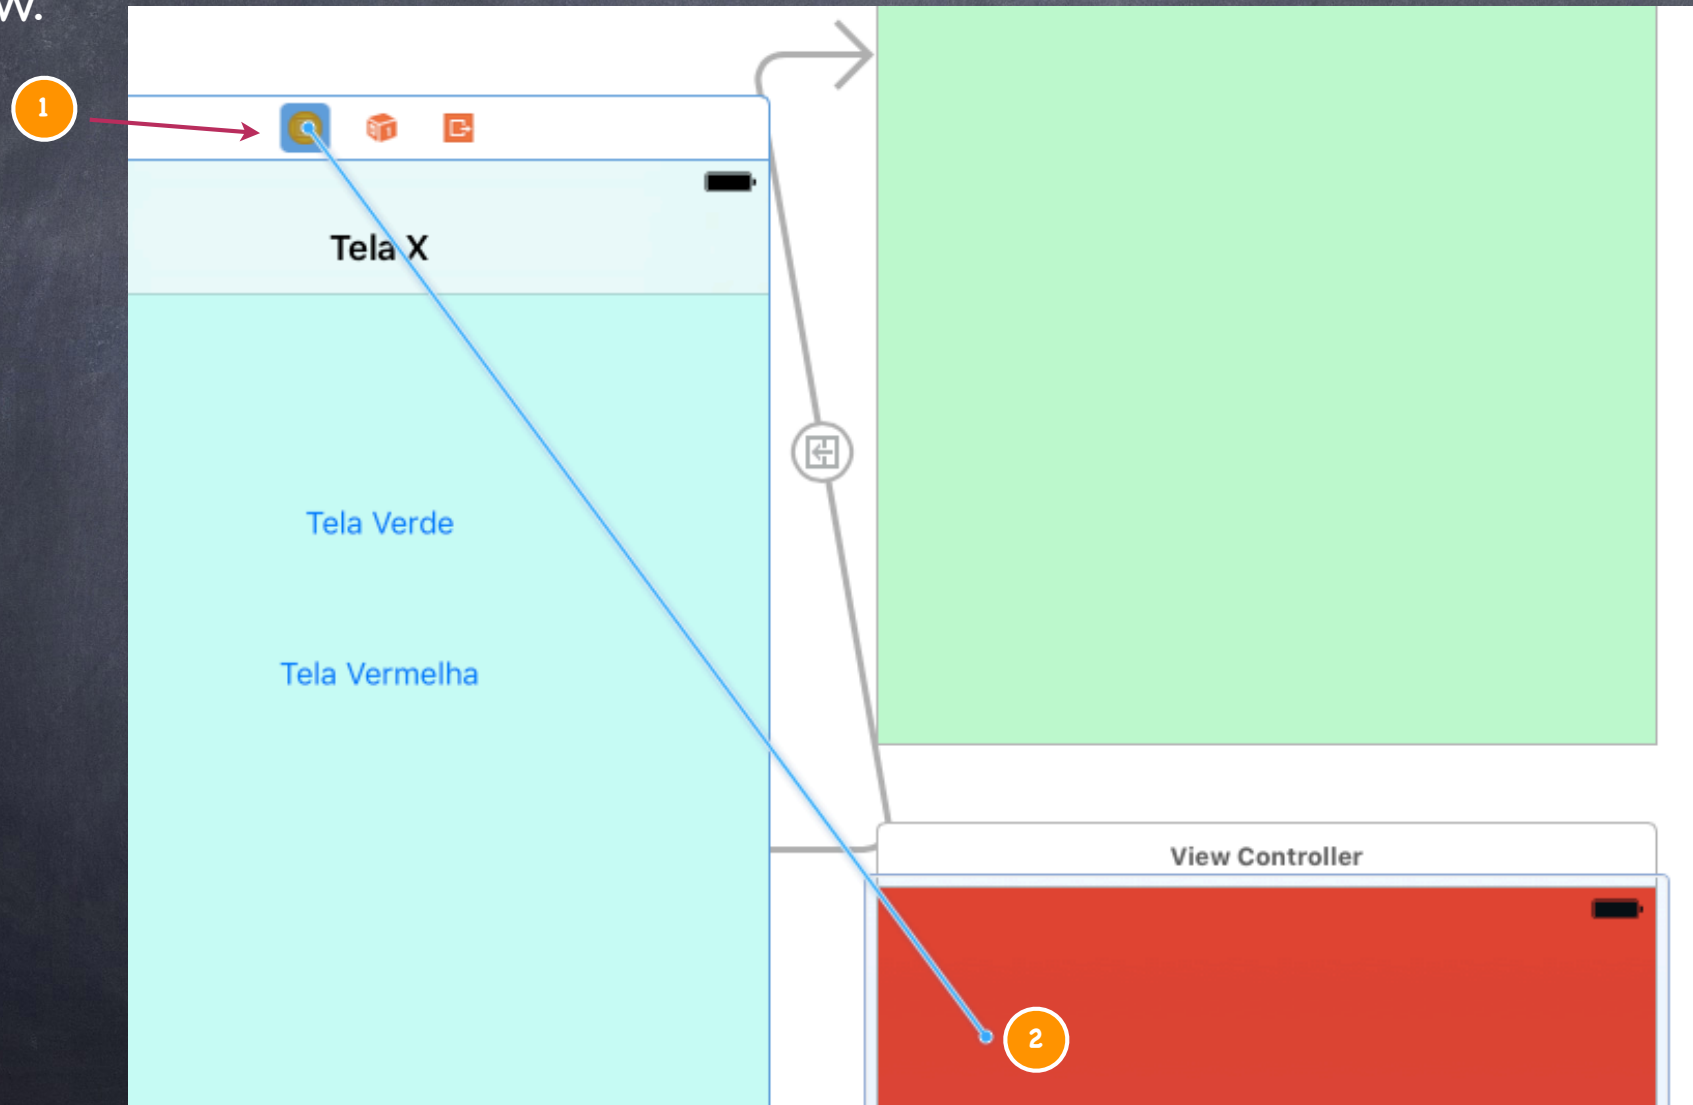 w.
1
Tela X
Tela Verde
Tela Vermelha
View Controller
2